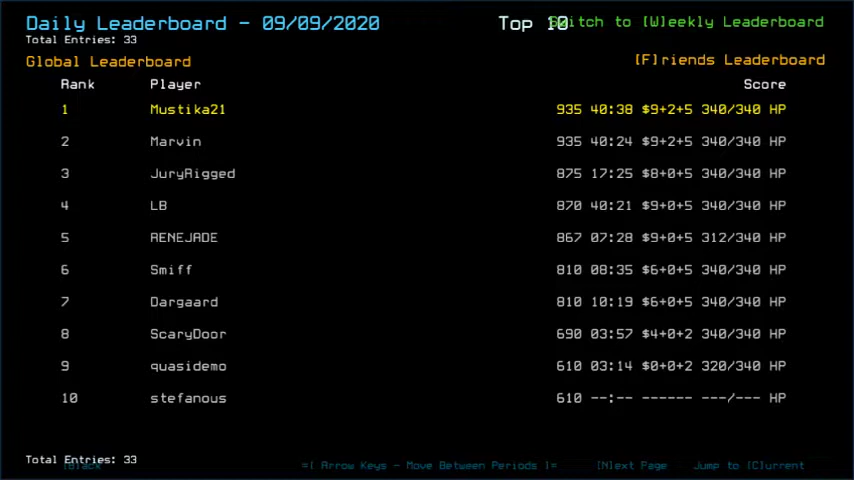 Daily Leaderboard - 09/09/2020 Top 10 Switch to [W]eekly Leaderboard
Total Entries: 33
Global Leaderboard [F]riends Leaderboard
Rank Player Score
1 Mustika21 935 40:38 $9+2+5 340/340 HP
2 Marvin 935 40:24 $9+2+5 340/340 HP
3 JuryRigged 875 17:25 $8+0+5 340/340 HP
4 LB 870 40:21 $9+0+5 340/340 HP
5 RENEJADE 867 07:28 $9+0+5 312/340 HP
6 Smiff 810 08:35 $6+0+5 340/340 HP
7 Dargaard 810 10:19 $6+0+5 340/340 HP
8 ScaryDoor 690 03:57 $4+0+2 340/340 HP
9 quasidemo 610 03:14 $0+0+2 320/340 HP
10 stefanous 610 --:-- ------ ---/--- HP
Total Entries: 33
[B]ack =[ Arrow Keys - Move Between Periods ]= [N]ext Page Jump to [C]urrent